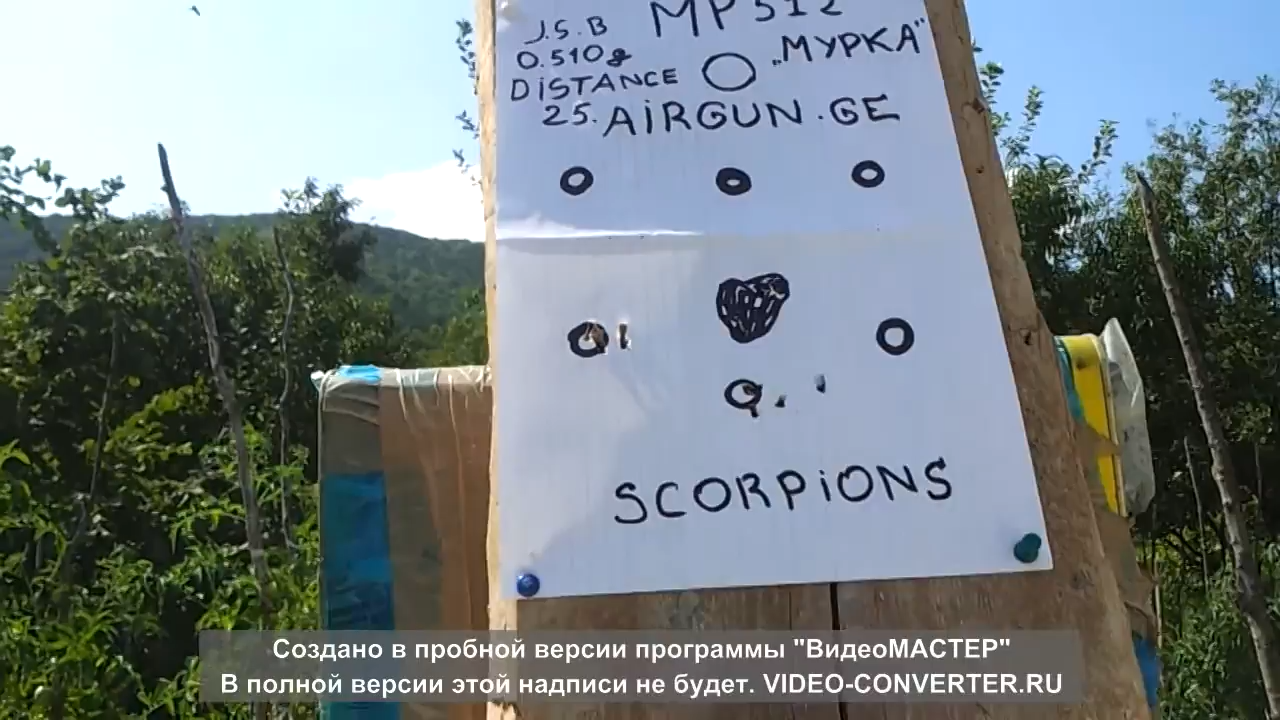 J.S.B MP512
0.510g „МУРКА"
DiSTANCE
25. AiRGUN.GE
SCORPiONS
Создано в пробной версии программы "ВидеоМАСТЕР"
В полной версии этой надписи не будет. VIDEO-CONVERTER.RU